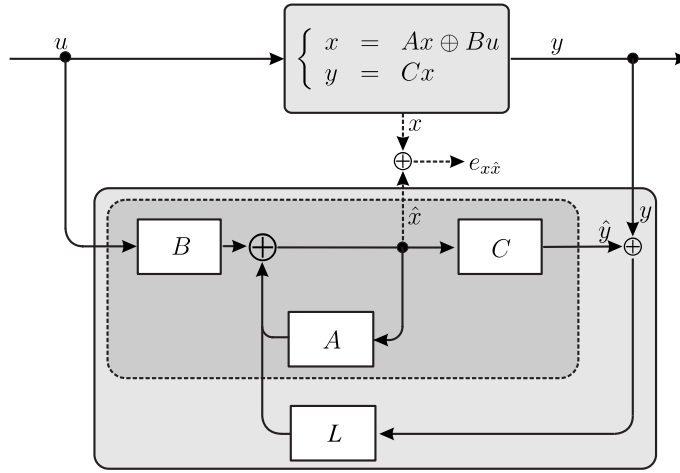 u
x = Ax ⊕ Bu
y = Cx
y
x
⊕
e_{xx̂}
x̂
y
ŷ
B
⊕
C
⊕
A
L